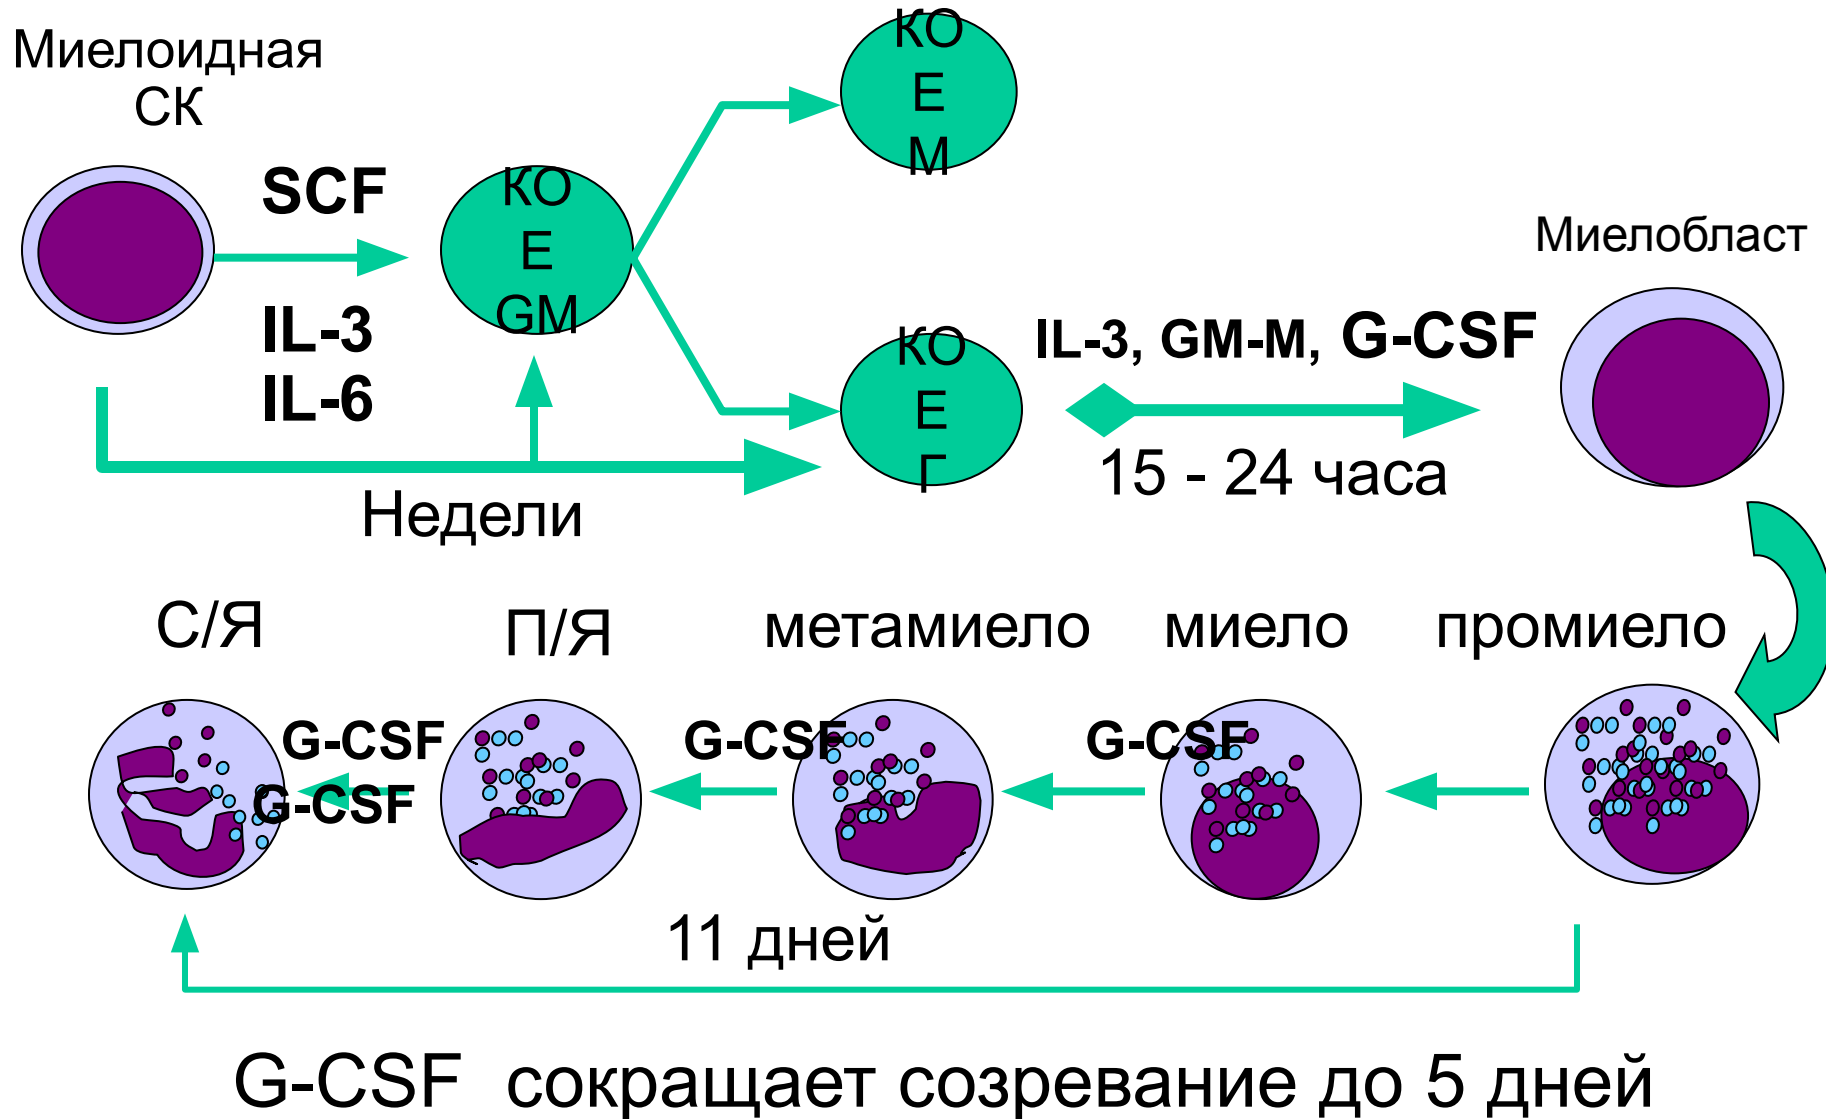 Миелоидная
СК
SCF
IL-3
IL-6
КО
Е
GM
КО
Е
М
КО
Е
Г
Недели
IL-3, GM-M, G-CSF
15 - 24 часа
Миелобласт
С/Я
П/Я
метамиело
миело
промиело
G-CSF
G-CSF
G-CSF
G-CSF
11 дней
G-CSF сокращает созревание до 5 дней